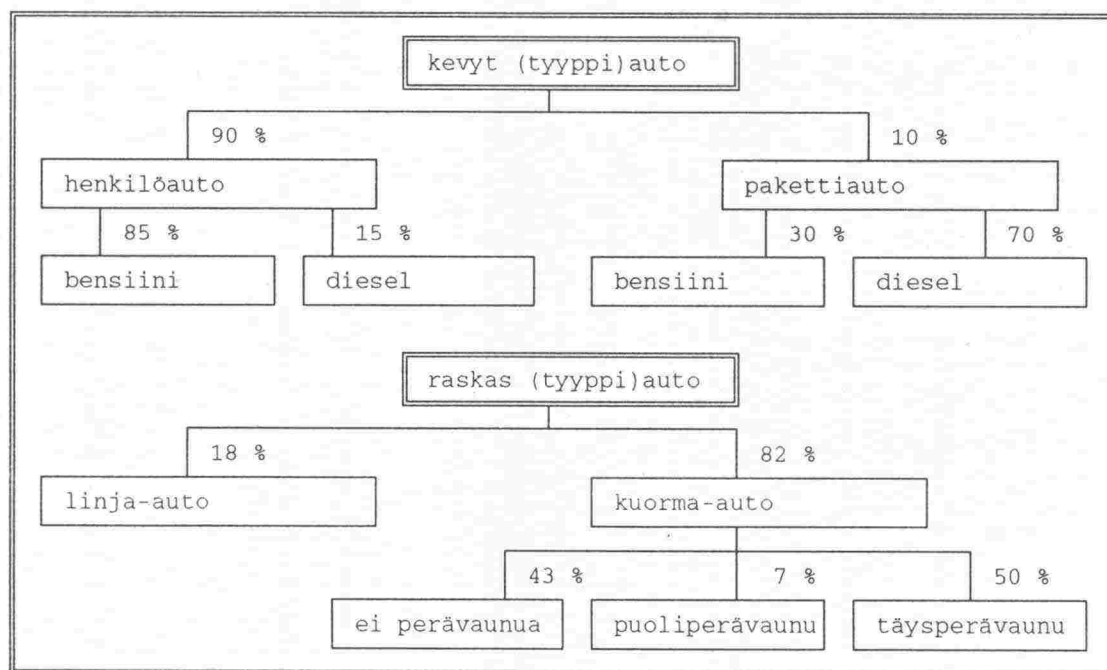 kevyt (tyyppi)auto
90 % 10 %
henkilöauto pakettiauto
85 % 15 % 30 % 70 %
bensiini diesel bensiini diesel
raskas (tyyppi)auto
18 % 82 %
linja-auto kuorma-auto
43 % 7 % 50 %
ei perävaunua puoliperävaunu täysperävaunu